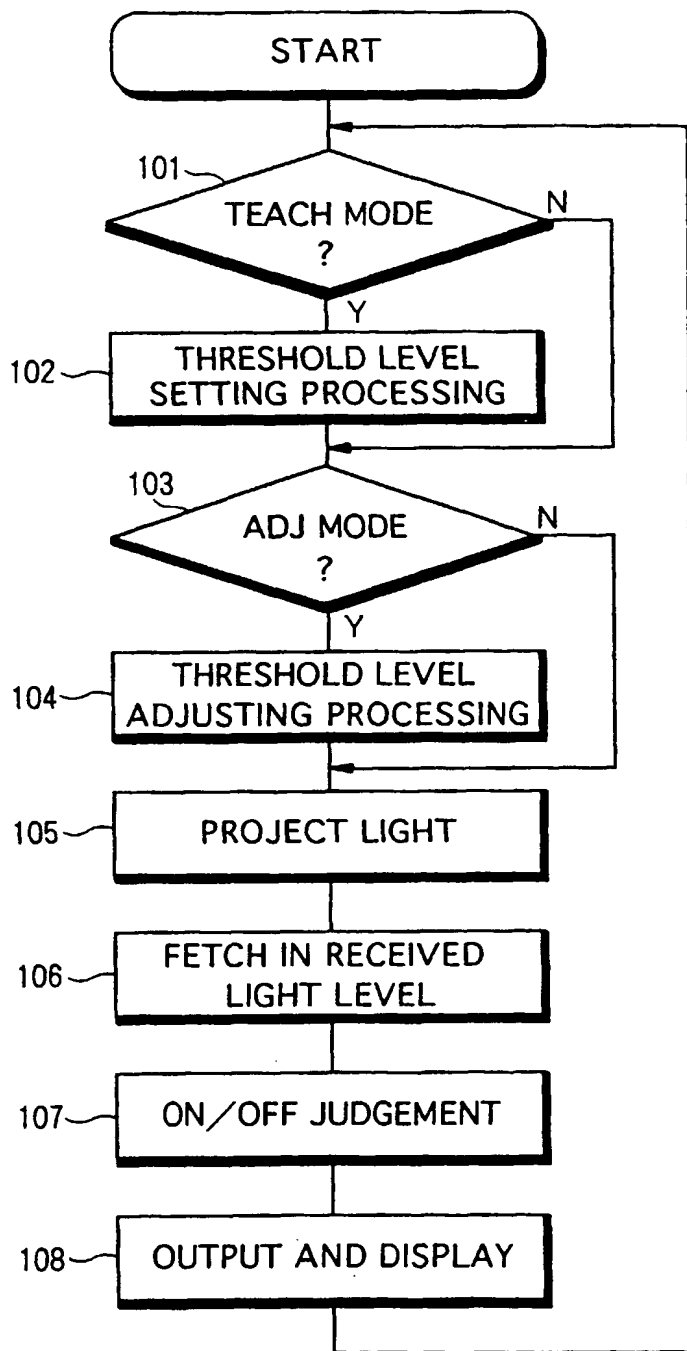 START
101
TEACH MODE
?
N
Y
102
THRESHOLD LEVEL
SETTING PROCESSING
103
ADJ MODE
?
N
Y
104
THRESHOLD LEVEL
ADJUSTING PROCESSING
105
PROJECT LIGHT
106
FETCH IN RECEIVED
LIGHT LEVEL
107
ON/OFF JUDGEMENT
108
OUTPUT AND DISPLAY